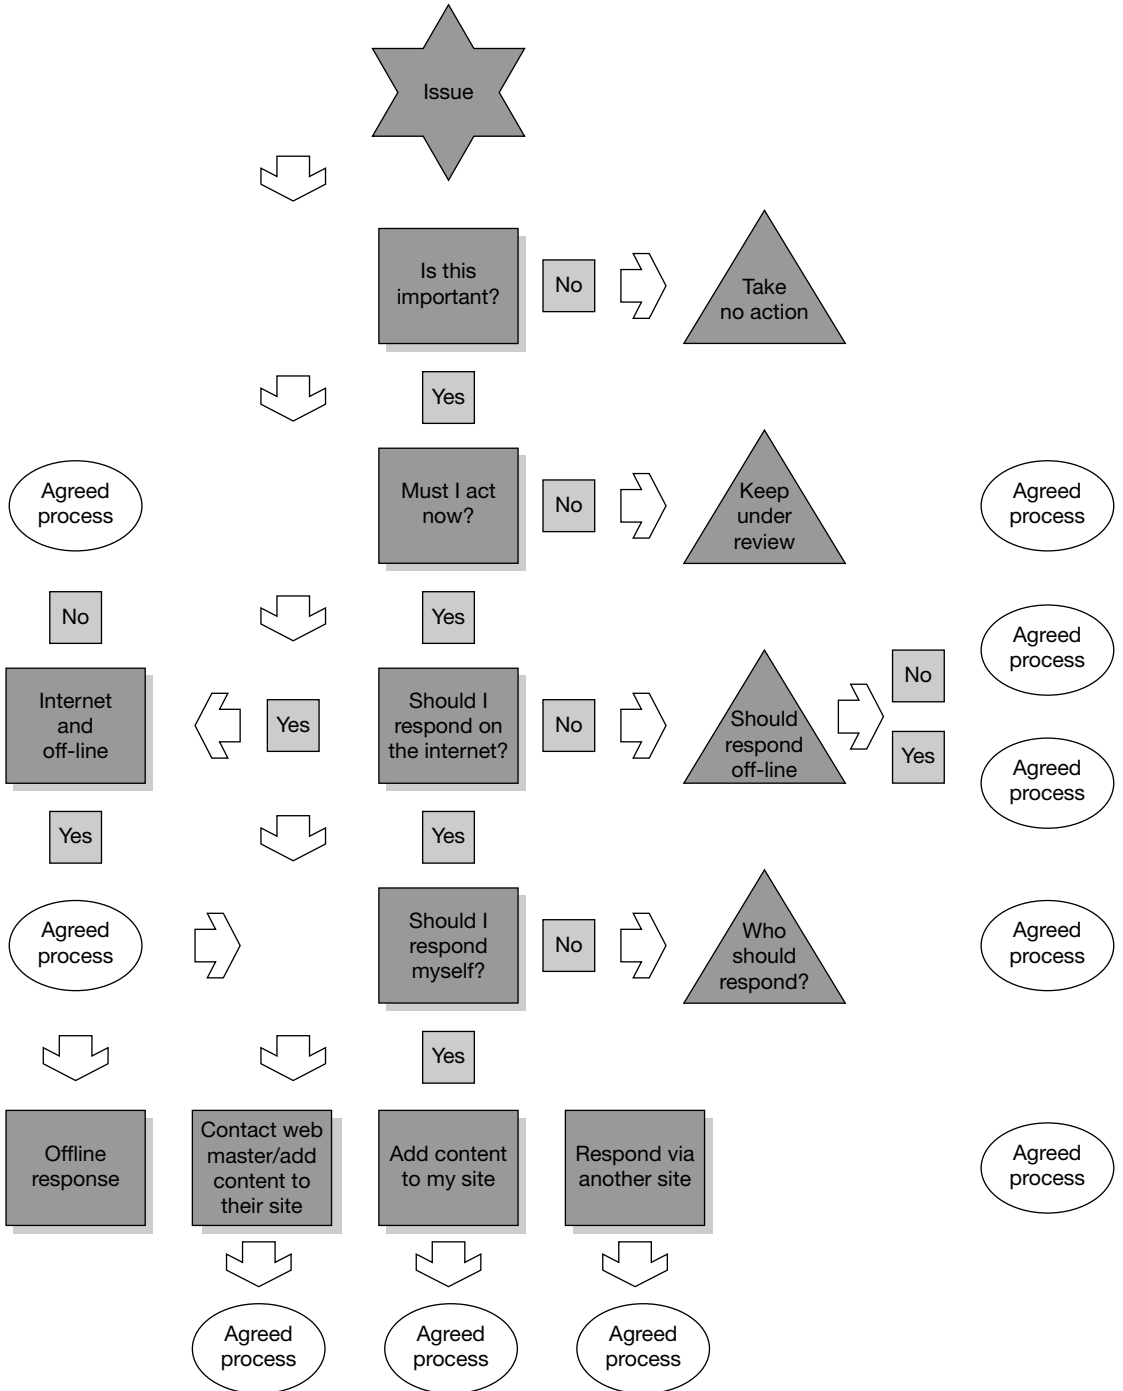 Issue
Is this
important?
No
Take
no action
Yes
Agreed
process
Must I act
now?
No
Keep
under
review
Agreed
process
No
Yes
Agreed
process
Internet
and
off-line
Yes
Should I
respond on
the internet?
No
Should
respond
off-line
No
Yes
Agreed
process
Yes
Yes
Agreed
process
Should I
respond
myself?
No
Who
should
respond?
Agreed
process
Yes
Offline
response
Contact web
master/add
content to
their site
Add content
to my site
Respond via
another site
Agreed
process
Agreed
process
Agreed
process
Agreed
process